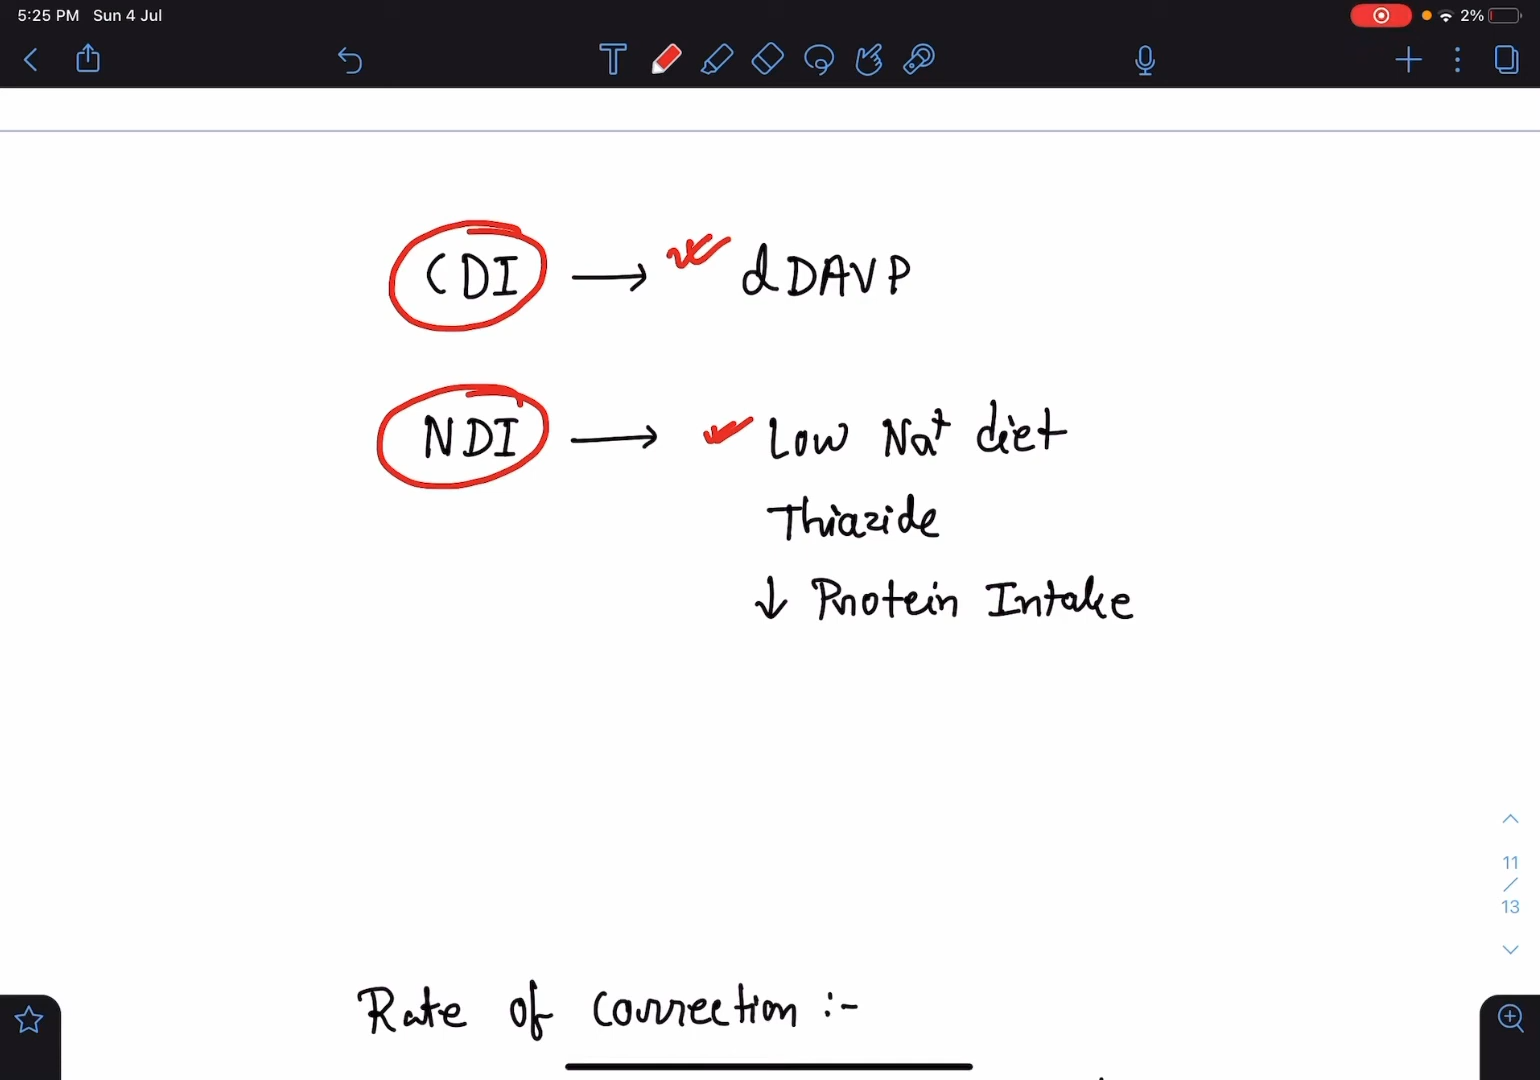 5:25 PM Sun 4 Jul 2%
CDI → dDAVP
NDI → Low Na⁺ diet
Thiazide
↓ Protein Intake
11
/
13
Rate of correction :-